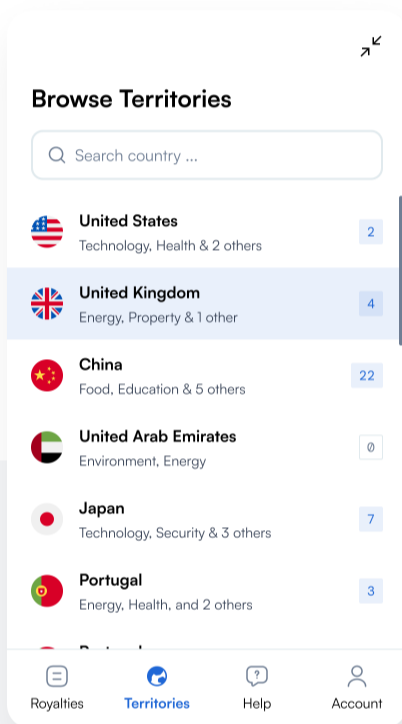 Browse Territories
Search country ...
United States
Technology, Health & 2 others
2
United Kingdom
Energy, Property & 1 other
4
China
Food, Education & 5 others
22
United Arab Emirates
Environment, Energy
0
Japan
Technology, Security & 3 others
7
Portugal
Energy, Health, and 2 others
3
Royalties
Territories
Help
Account